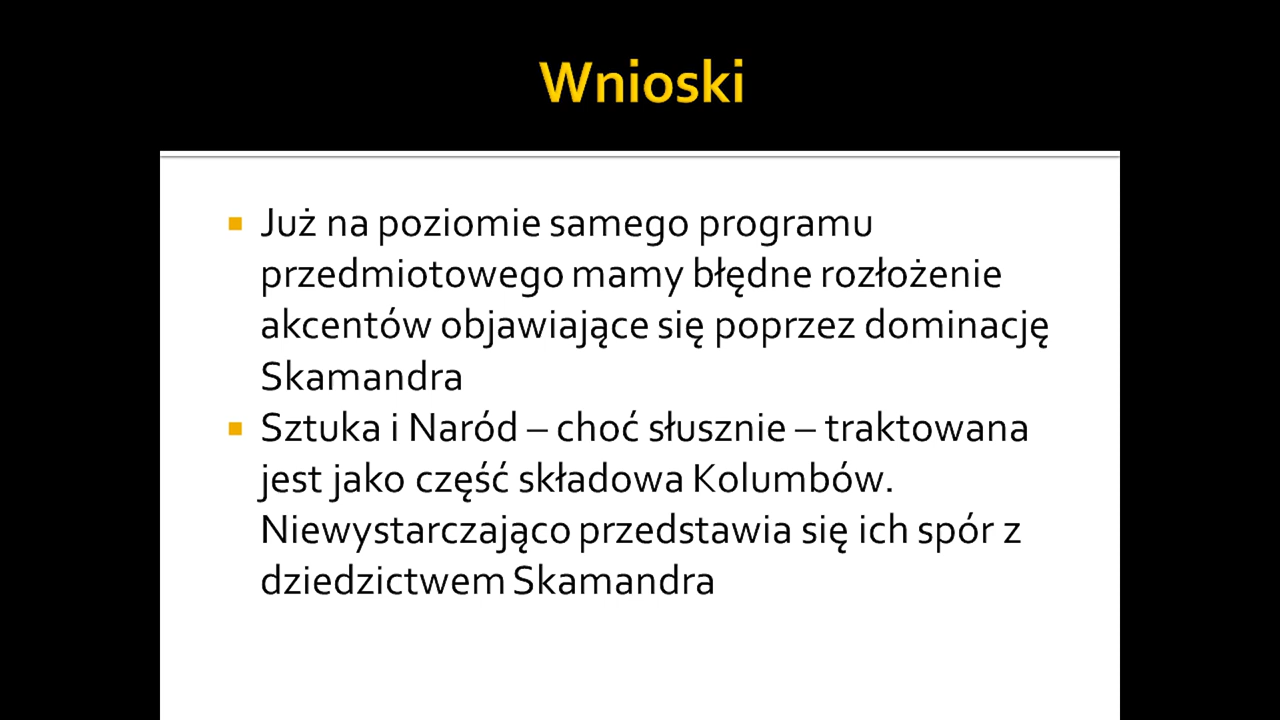 Wnioski
Już na poziomie samego programu
przedmiotowego mamy błędne rozłożenie
akcentów objawiające się poprzez dominację
Skamandra
Sztuka i Naród – choć słusznie – traktowana
jest jako część składowa Kolumbów.
Niewystarczająco przedstawia się ich spór z
dziedzictwem Skamandra